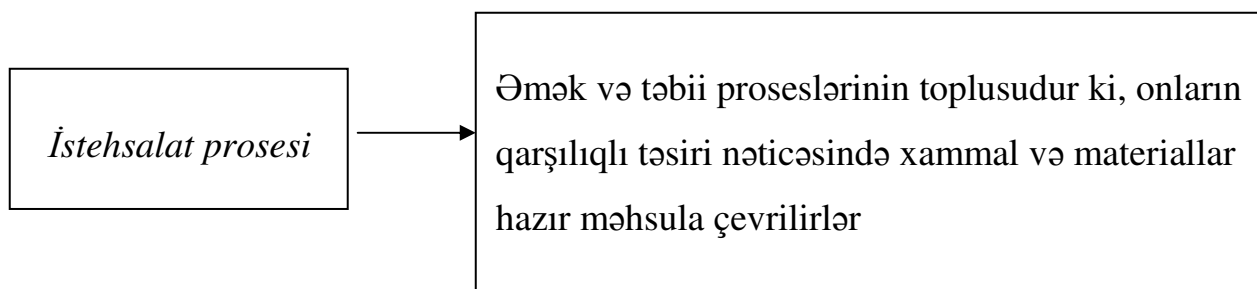 İstehsalat prosesi
Əmək və təbii proseslərinin toplusudur ki, onların
qarşılıqlı təsiri nəticəsində xammal və materiallar
hazır məhsula çevrilirlər